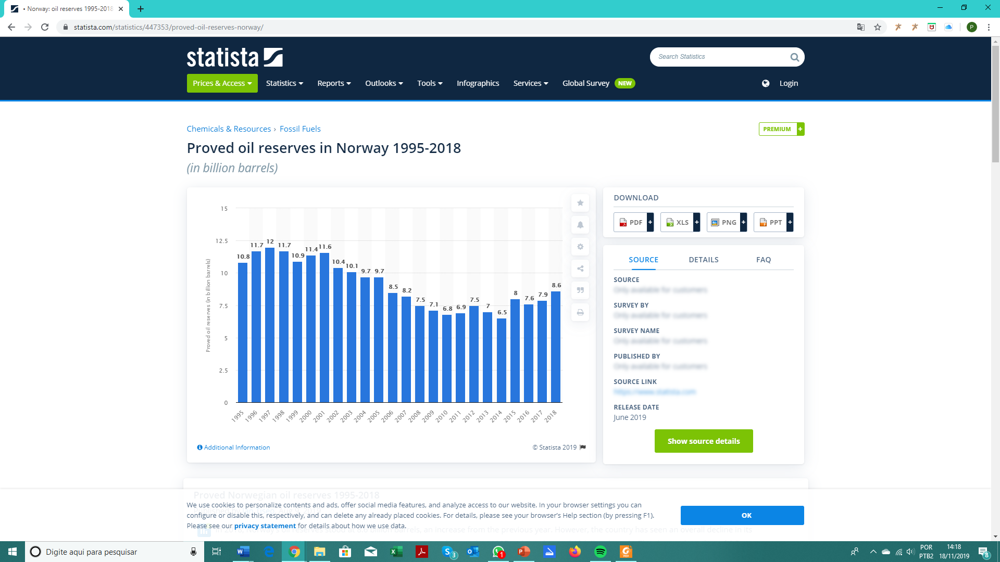 • Norway: oil reserves 1995-2018
statista.com/statistics/447353/proved-oil-reserves-norway/
P
statista
Search Statistics
Prices & Access Statistics Reports Outlooks Tools Infographics Services Global Survey NEW Login
Chemicals & Resources › Fossil Fuels
PREMIUM +
Proved oil reserves in Norway 1995-2018
(in billion barrels)
Proved oil reserves (in billion barrels)
15
12.5
10
7.5
5
2.5
0
10.8 11.7 12 11.7 10.9 11.4 11.6 10.4 10.1 9.7 9.7 8.5 8.2 7.5 7.1 6.8 6.9 7.5 7 6.5 8 7.6 7.9 8.6
1995 1996 1997 1998 1999 2000 2001 2002 2003 2004 2005 2006 2007 2008 2009 2010 2011 2012 2013 2014 2015 2016 2017 2018
Additional Information
© Statista 2019
DOWNLOAD
PDF + XLS + PNG + PPT +
SOURCE DETAILS FAQ
SOURCE
Only available for customers
SURVEY BY
Only available for customers
SURVEY NAME
Only available for customers
PUBLISHED BY
Only available for customers
SOURCE LINK
https://www.statista.com
RELEASE DATE
June 2019
Show source details
Proved Norwegian oil reserves 1995-2018
We use cookies to personalize contents and ads, offer social media features, and analyze access to our website. In your browser settings you can
configure or disable this, respectively, and can delete any already placed cookies. For details, please see your browser's Help section (by pressing F1).
Please see our privacy statement for details about how we use data.
OK
barrels, an increase from the previous year. However, the country has seen an overall decline in its
Digite aqui para pesquisar
3
1
POR
PTB2
14:18
18/11/2019
8